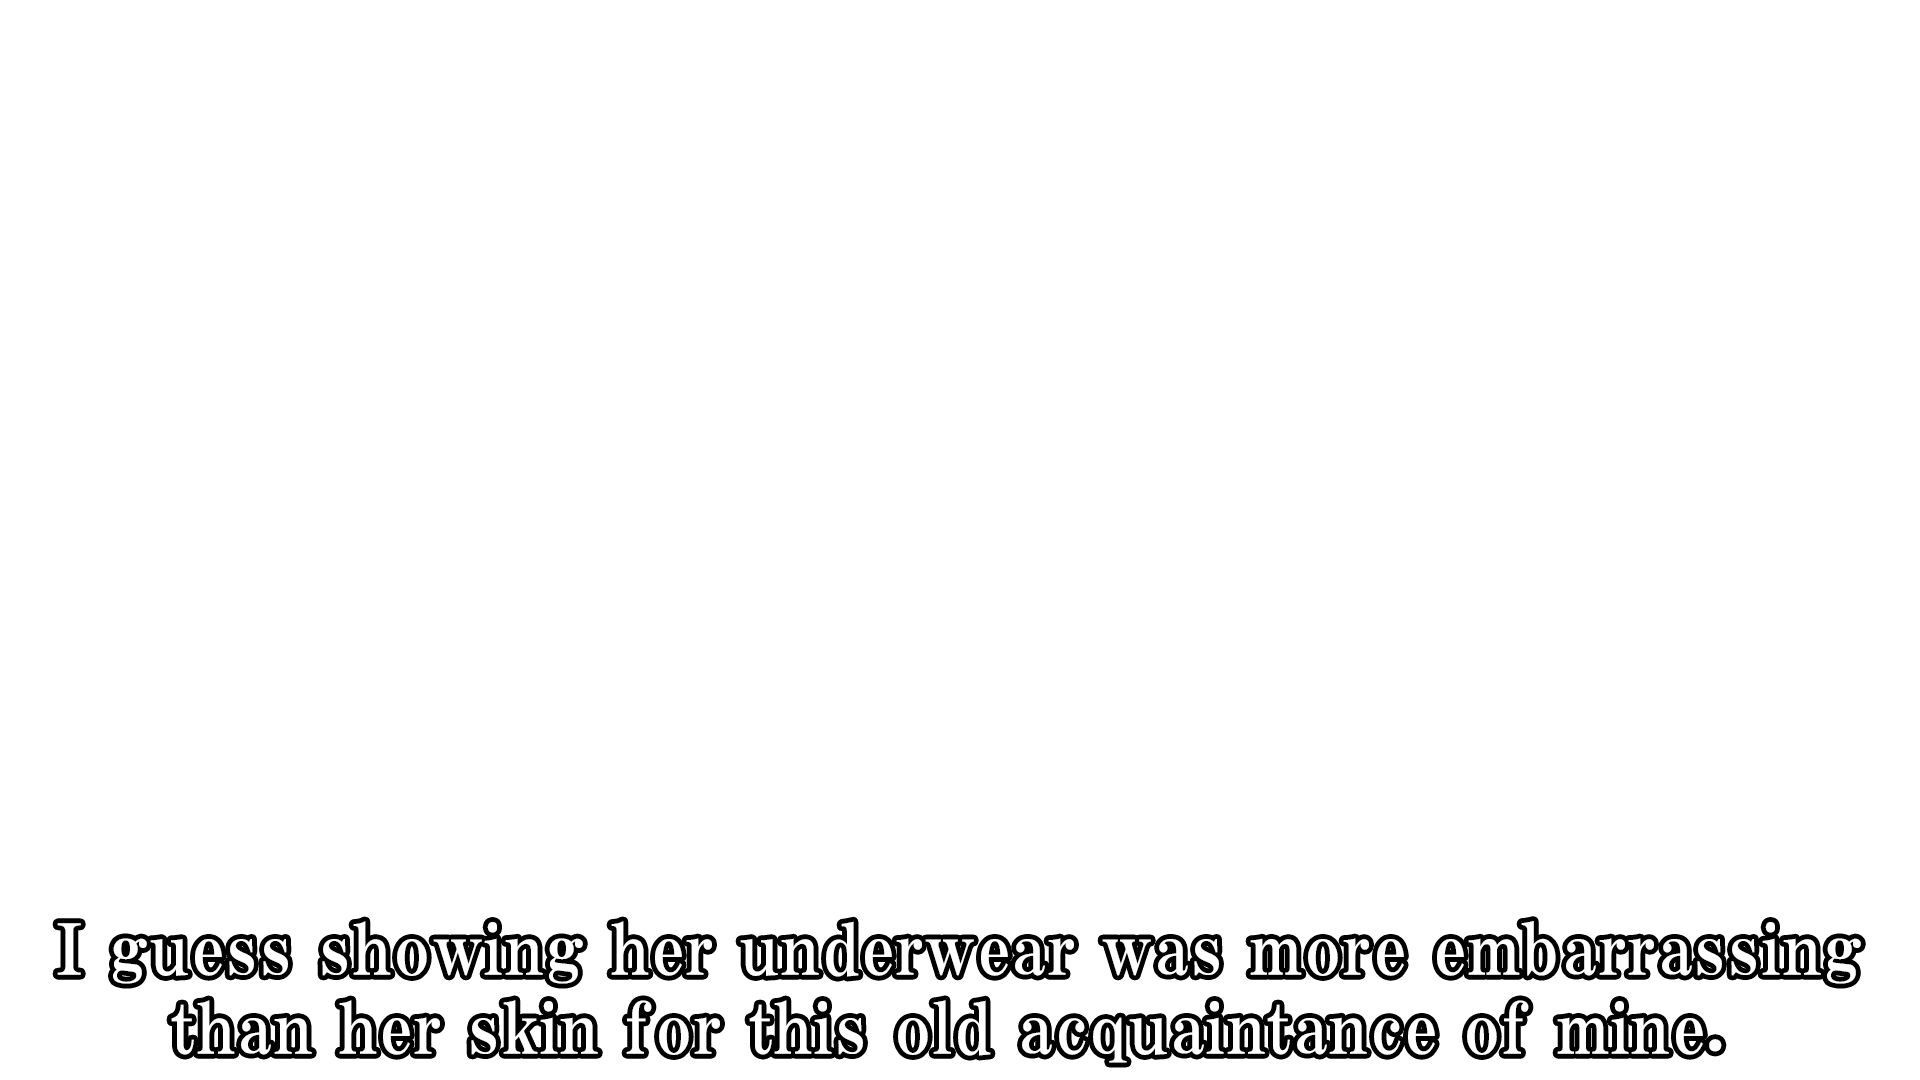 I guess showing her underwear was more embarrassing
than her skin for this old acquaintance of mine.